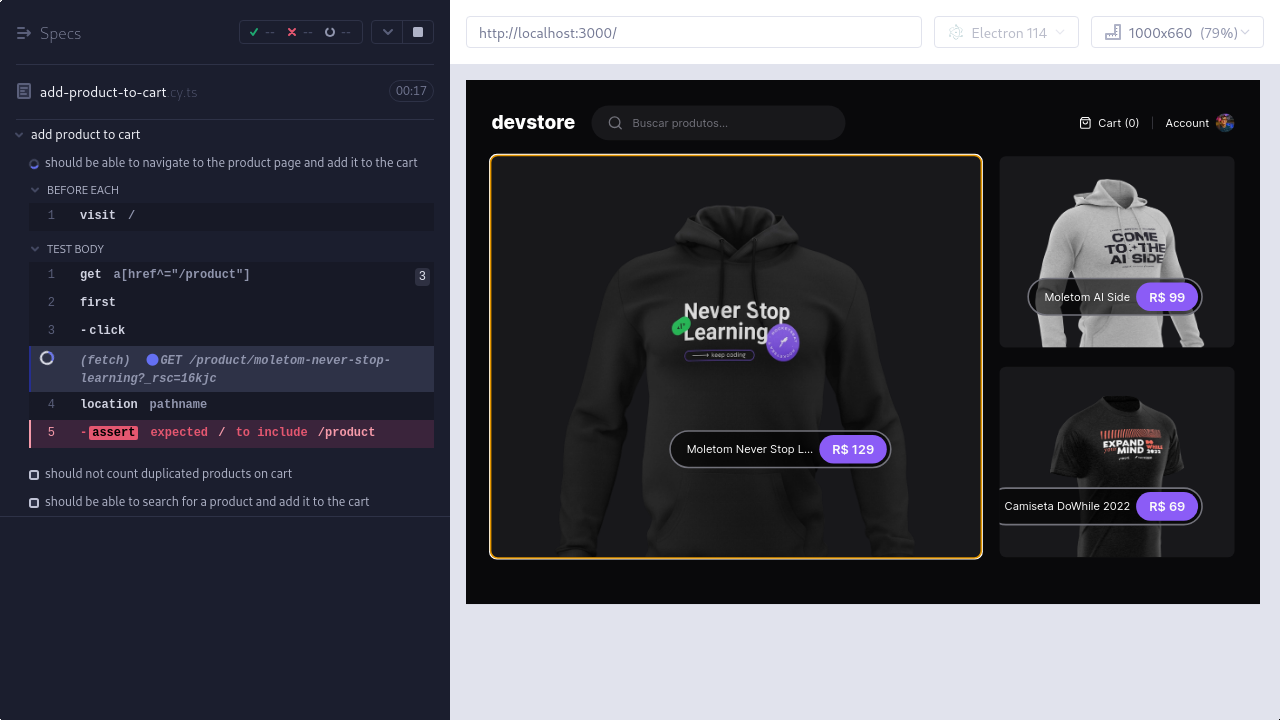 Specs
-- -- --
add-product-to-cart.cy.ts 00:17
add product to cart
should be able to navigate to the product page and add it to the cart
BEFORE EACH
1 visit /
TEST BODY
1 get a[href^="/product"] 3
2 first
3 -click
(fetch) GET /product/moletom-never-stop-
learning?_rsc=16kjc
4 location pathname
5 -assert expected / to include /product
should not count duplicated products on cart
should be able to search for a product and add it to the cart
http://localhost:3000/
Electron 114
1000x660 (79%)
devstore
Buscar produtos...
Cart (0)
Account
Never Stop
Learning
keep coding
Moletom Never Stop L... R$ 129
COME
TO THE
AI SIDE
Moletom AI Side R$ 99
EXPAND
MIND
2022
Camiseta DoWhile 2022 R$ 69